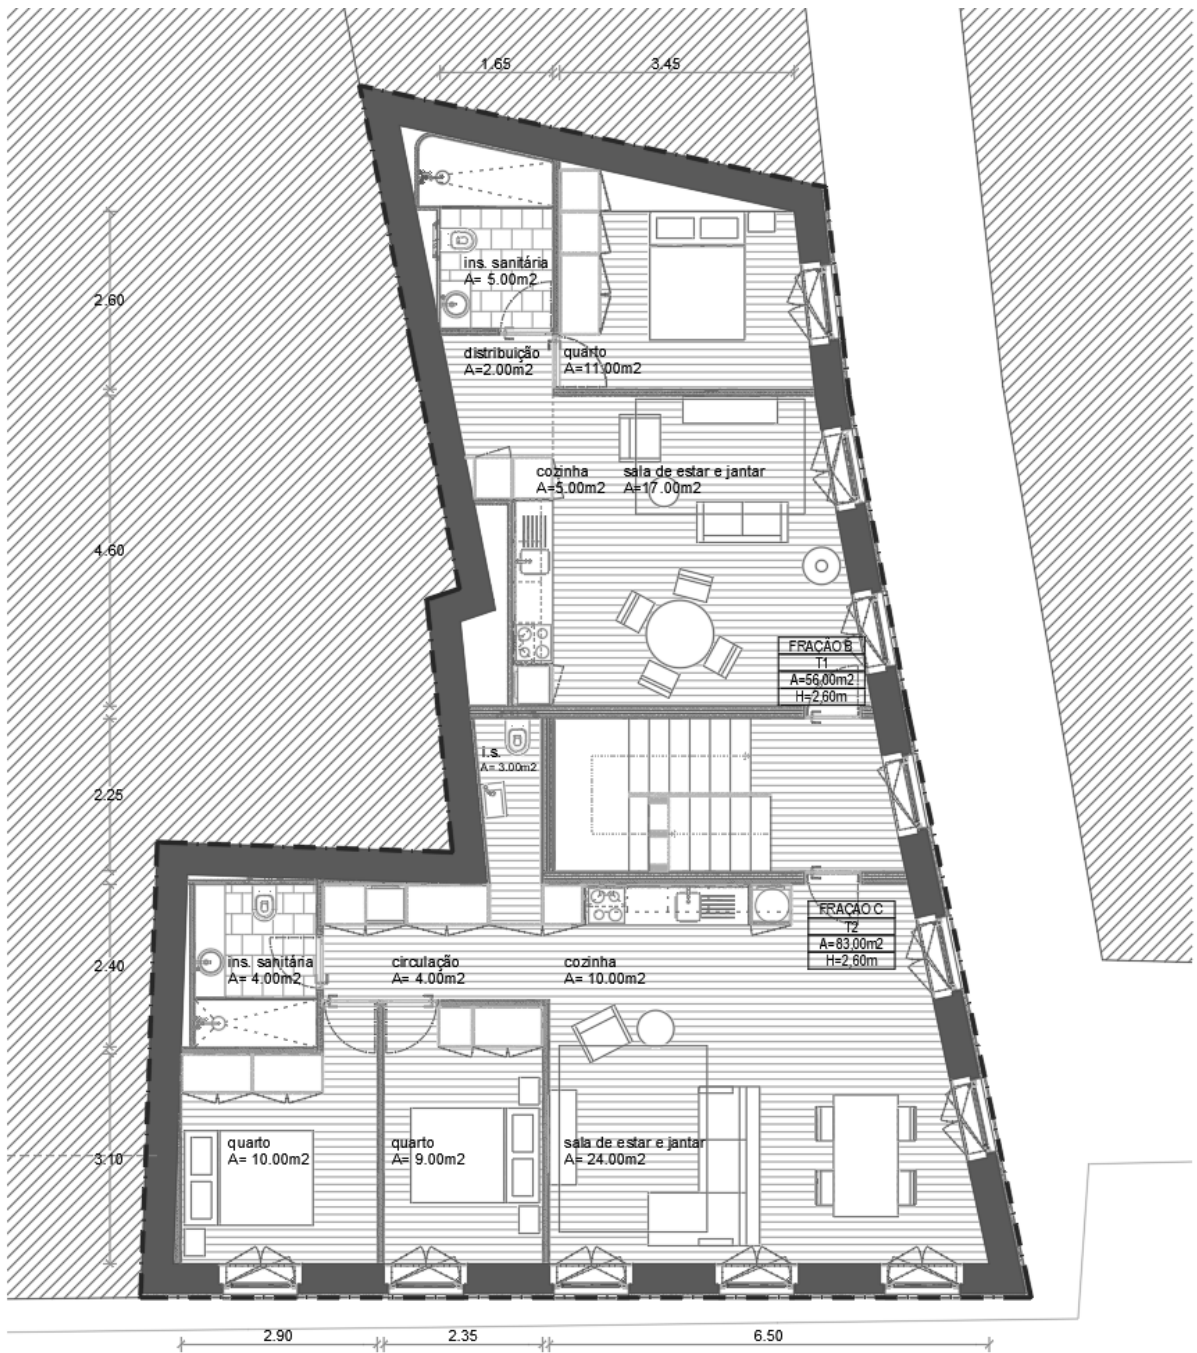 1.65
3.45
ins. sanitária
A= 5.00m2
2.60
distribuição
A=2.00m2
quarto
A=11.00m2
cozinha
A=5.00m2
sala de estar e jantar
A=17.00m2
4.60
FRAÇÃO B
T1
A=56,00m2
H=2,60m
i.s.
A= 3.00m2
2.25
FRAÇÃO C
T2
A=83,00m2
H=2,60m
2.40
ins. sanitária
A= 4.00m2
circulação
A= 4.00m2
cozinha
A= 10.00m2
3.10
quarto
A= 10.00m2
quarto
A= 9.00m2
sala de estar e jantar
A= 24.00m2
2.90
2.35
6.50